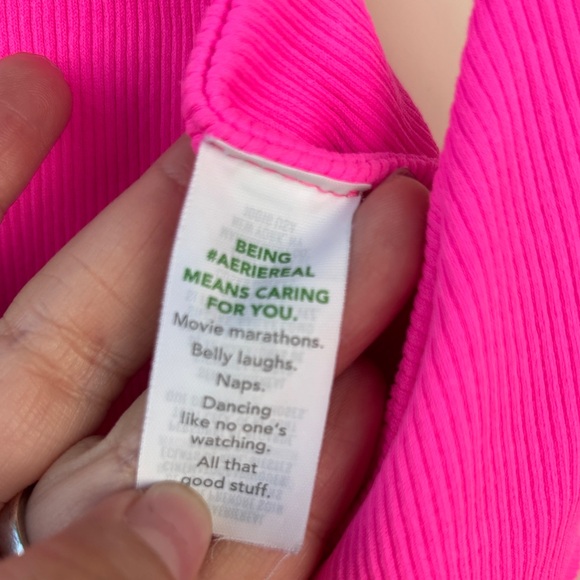 BEING
#AERIEREAL
MEANS CARING
FOR YOU.
Movie marathons.
Belly laughs.
Naps.
Dancing
like no one's
watching.
All that
good stuff.